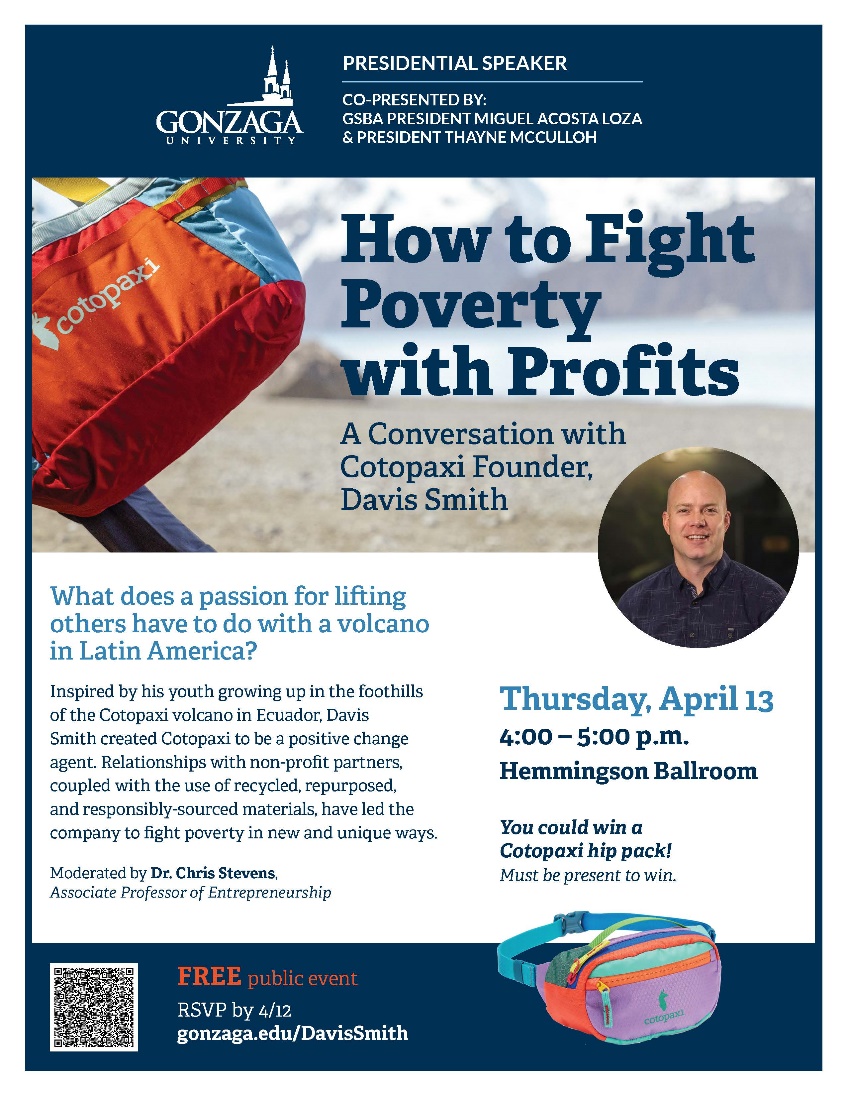 GONZAGA
UNIVERSITY
PRESIDENTIAL SPEAKER
CO-PRESENTED BY:
GSBA PRESIDENT MIGUEL ACOSTA LOZA
& PRESIDENT THAYNE MCCULLOH
cotopaxi
How to Fight
Poverty
with Profits
A Conversation with
Cotopaxi Founder,
Davis Smith
What does a passion for lifting
others have to do with a volcano
in Latin America?
Inspired by his youth growing up in the foothills
of the Cotopaxi volcano in Ecuador, Davis
Smith created Cotopaxi to be a positive change
agent. Relationships with non-profit partners,
coupled with the use of recycled, repurposed,
and responsibly-sourced materials, have led the
company to fight poverty in new and unique ways.
Moderated by Dr. Chris Stevens,
Associate Professor of Entrepreneurship
Thursday, April 13
4:00 – 5:00 p.m.
Hemmingson Ballroom
You could win a
Cotopaxi hip pack!
Must be present to win.
FREE public event
RSVP by 4/12
gonzaga.edu/DavisSmith
cotopaxi